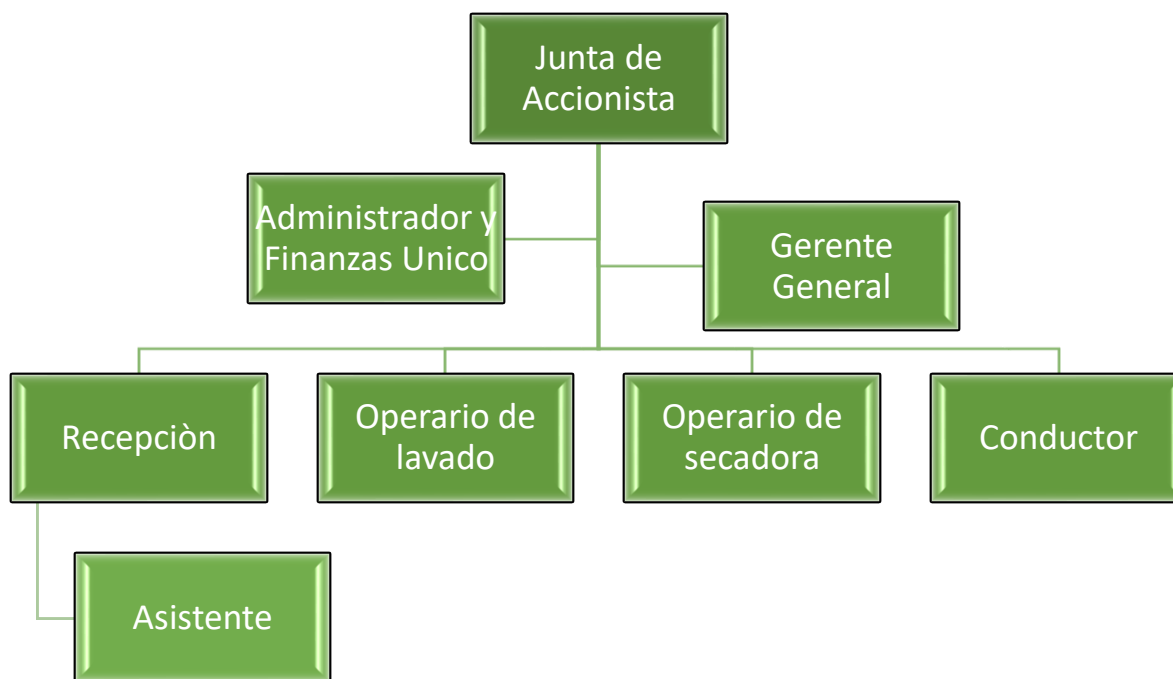 Junta de
Accionista
Administrador y
Finanzas Unico
Gerente
General
Recepciòn
Operario de
lavado
Operario de
secadora
Conductor
Asistente